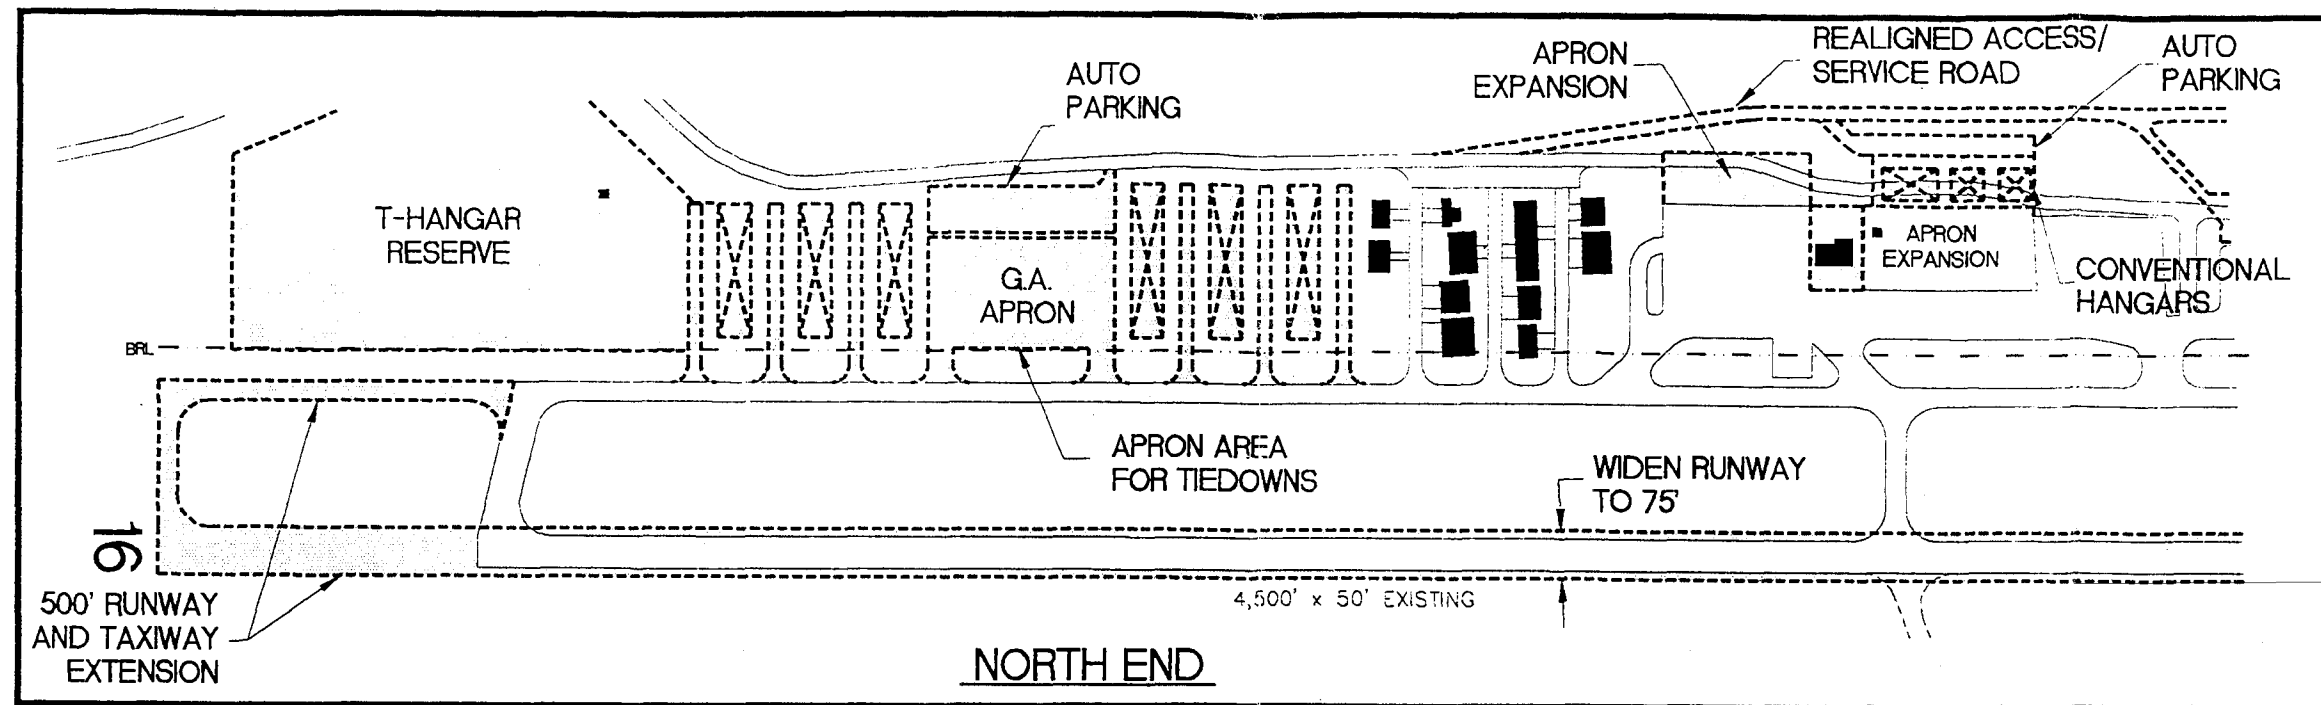 REALIGNED ACCESS/
SERVICE ROAD
AUTO
PARKING
APRON
EXPANSION
AUTO
PARKING
T-HANGAR
RESERVE
G.A.
APRON
APRON
EXPANSION
CONVENTIONAL
HANGARS
BRL
APRON AREA
FOR TIEDOWNS
WIDEN RUNWAY
TO 75'
16
500' RUNWAY
AND TAXIWAY
EXTENSION
4,500' x 50' EXISTING
NORTH END